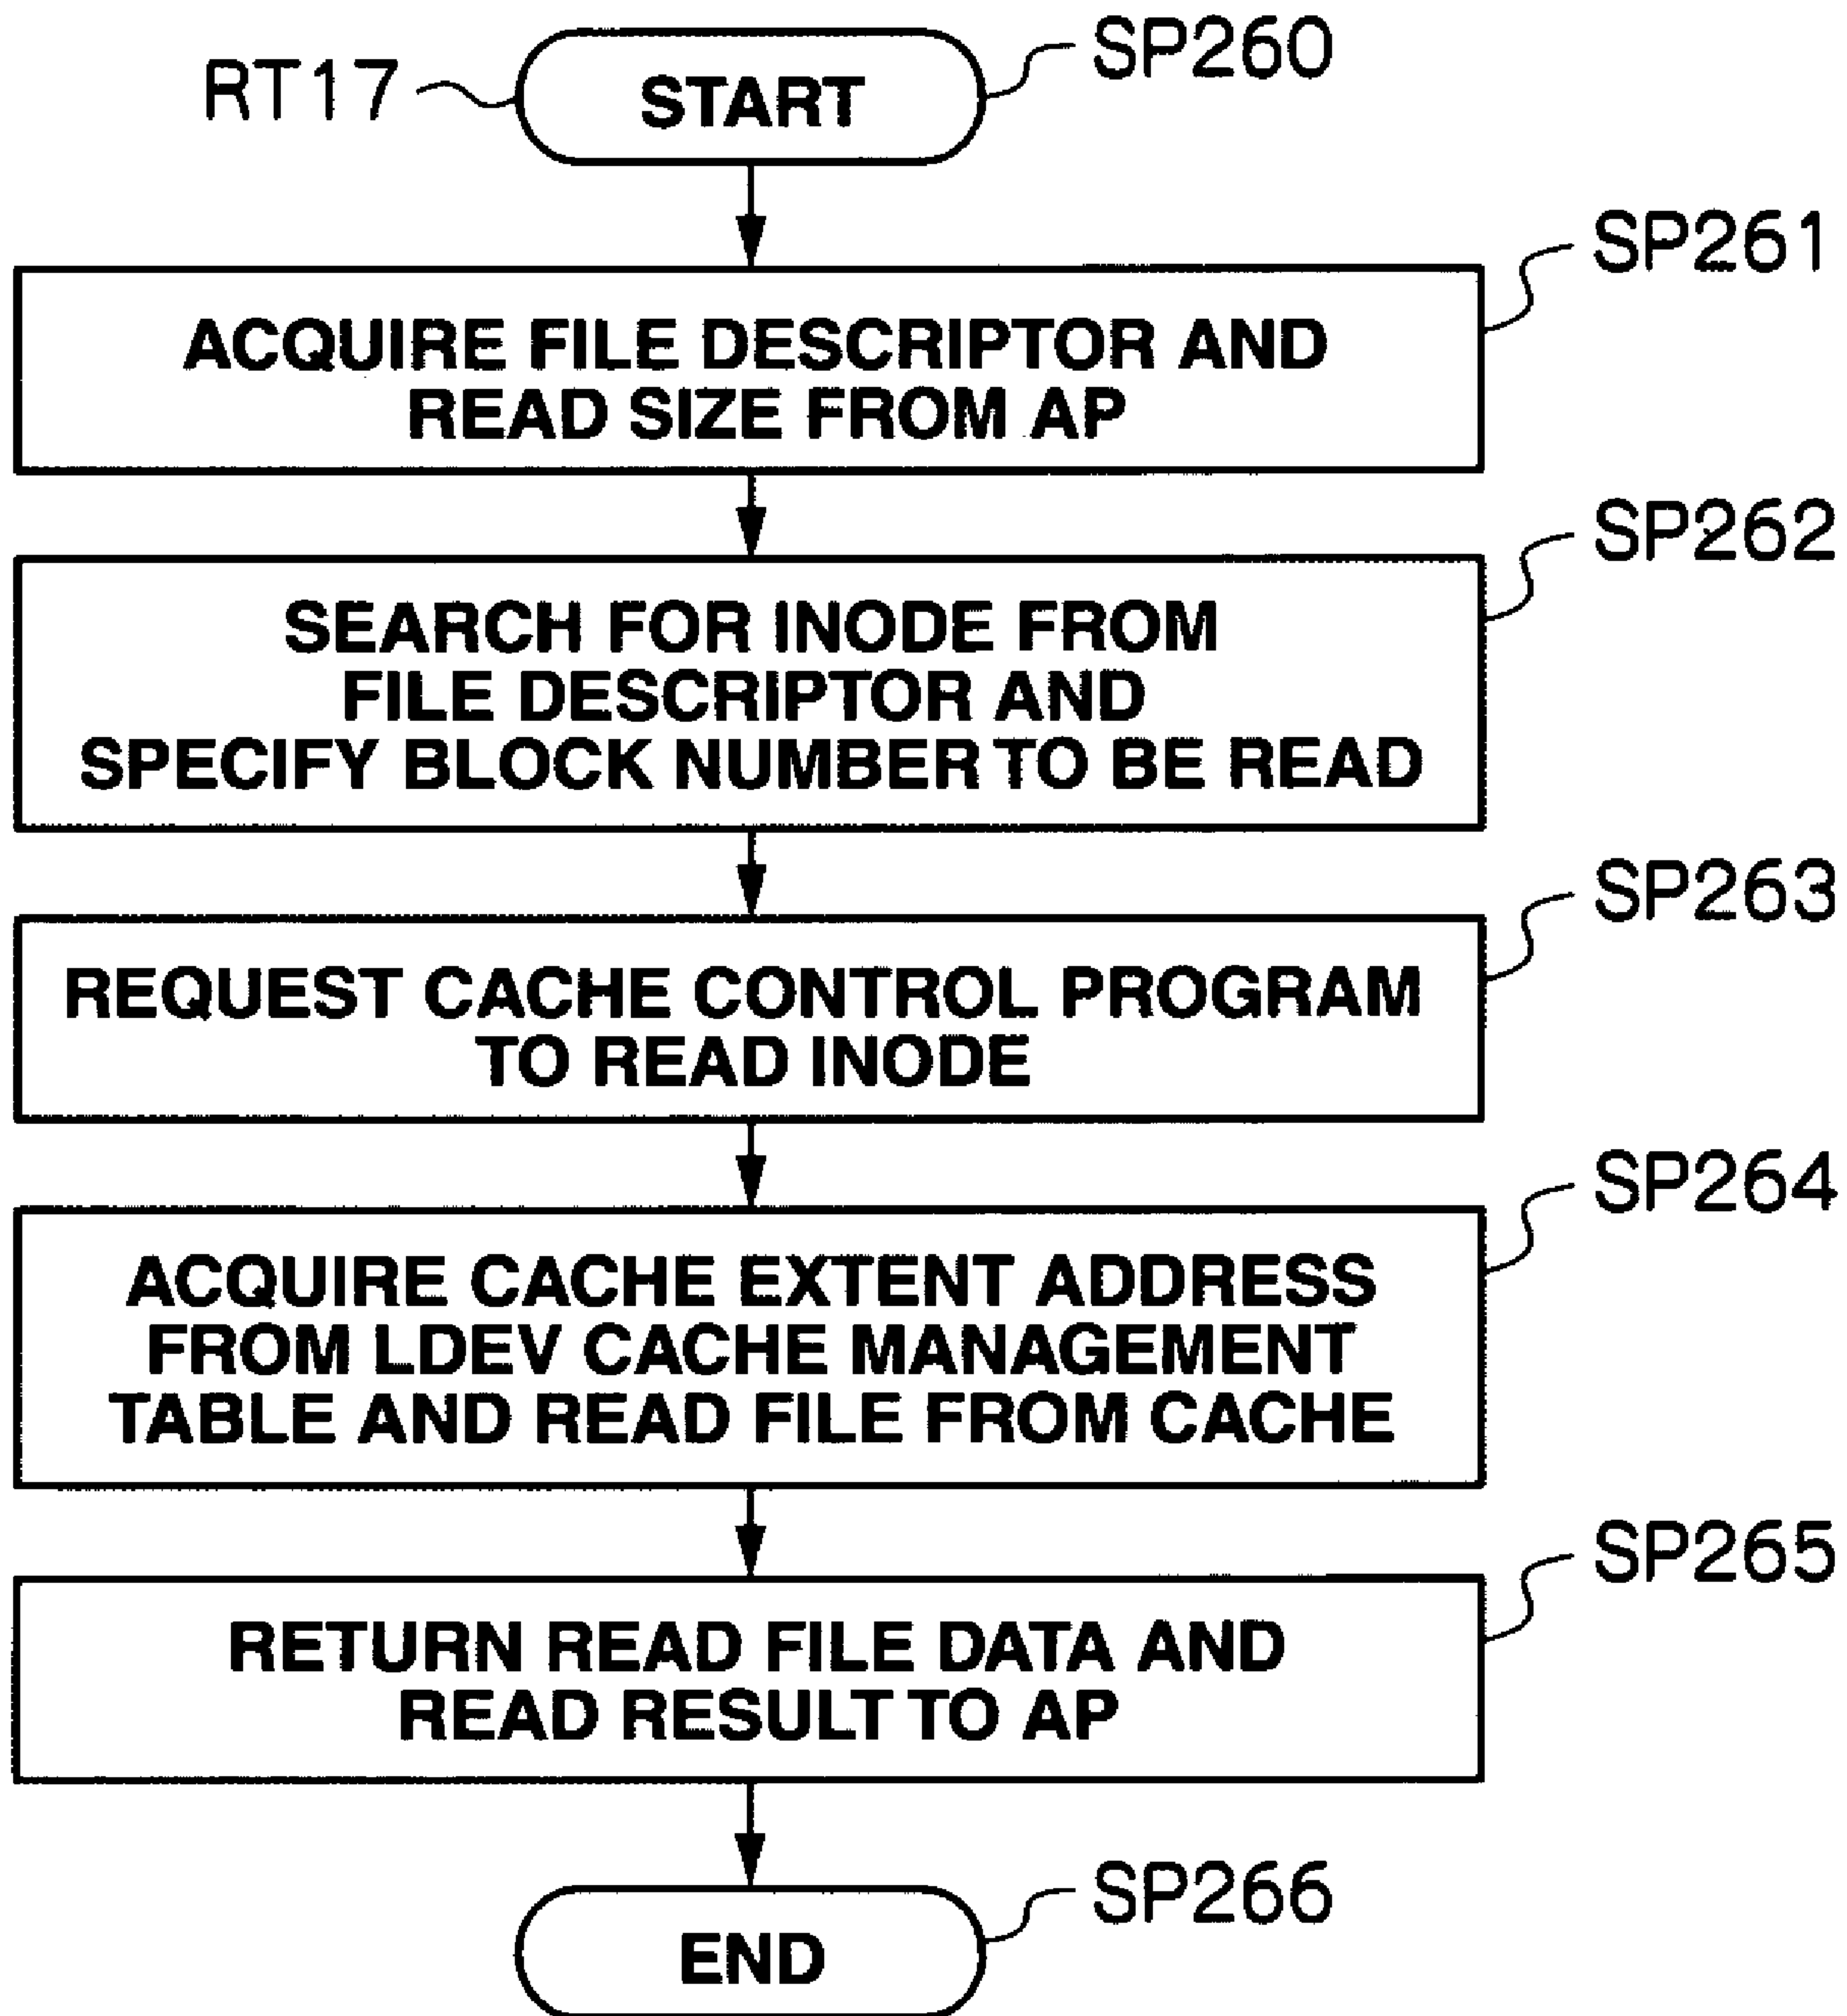 RT17
START
SP260
SP261
ACQUIRE FILE DESCRIPTOR AND
READ SIZE FROM AP
SP262
SEARCH FOR INODE FROM
FILE DESCRIPTOR AND
SPECIFY BLOCK NUMBER TO BE READ
SP263
REQUEST CACHE CONTROL PROGRAM
TO READ INODE
SP264
ACQUIRE CACHE EXTENT ADDRESS
FROM LDEV CACHE MANAGEMENT
TABLE AND READ FILE FROM CACHE
SP265
RETURN READ FILE DATA AND
READ RESULT TO AP
SP266
END